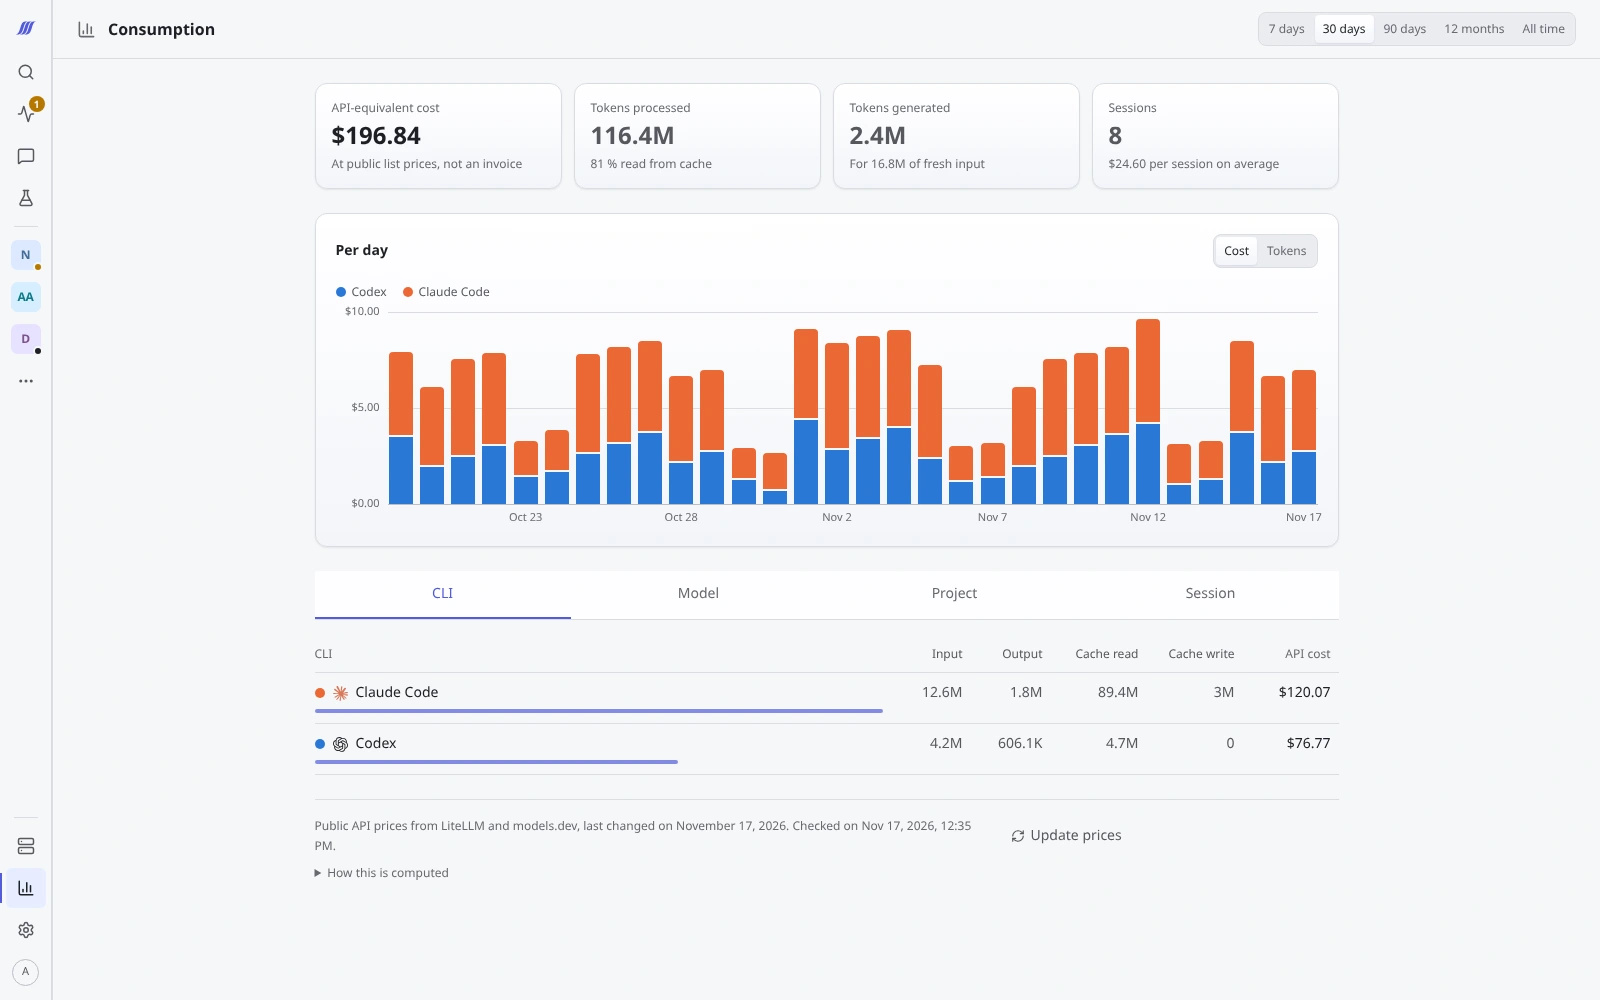 Consumption
7 days
30 days
90 days
12 months
All time
1
N
AA
D
A
API-equivalent cost
$196.84
At public list prices, not an invoice
Tokens processed
116.4M
81 % read from cache
Tokens generated
2.4M
For 16.8M of fresh input
Sessions
8
$24.60 per session on average
Per day
Cost
Tokens
Codex
Claude Code
$10.00
$5.00
$0.00
Oct 23
Oct 28
Nov 2
Nov 7
Nov 12
Nov 17
CLI
Model
Project
Session
CLI
Input
Output
Cache read
Cache write
API cost
Claude Code
12.6M
1.8M
89.4M
3M
$120.07
Codex
4.2M
606.1K
4.7M
0
$76.77
Public API prices from LiteLLM and models.dev, last changed on November 17, 2026. Checked on Nov 17, 2026, 12:35
PM.
Update prices
How this is computed